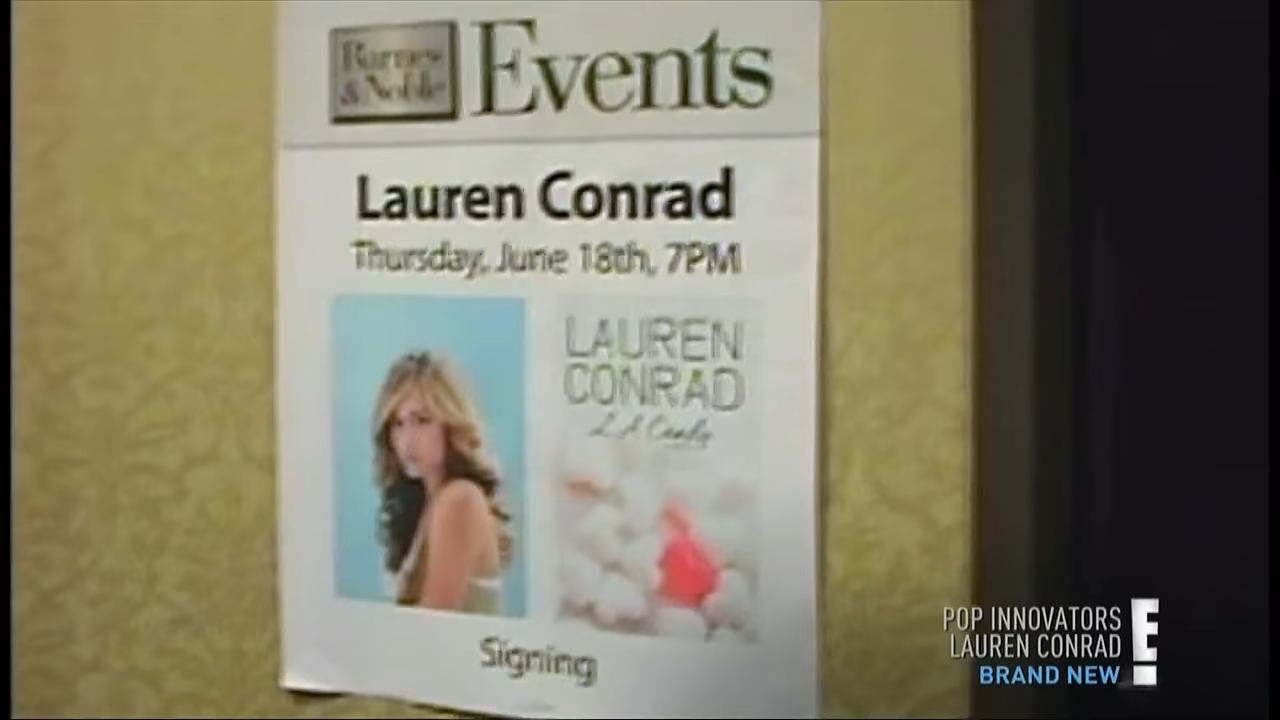 Barnes
& Noble
Events
Lauren Conrad
Thursday, June 18th, 7PM
LAUREN
CONRAD
L.A. Candy
Signing
POP INNOVATORS
LAUREN CONRAD
BRAND NEW
E!